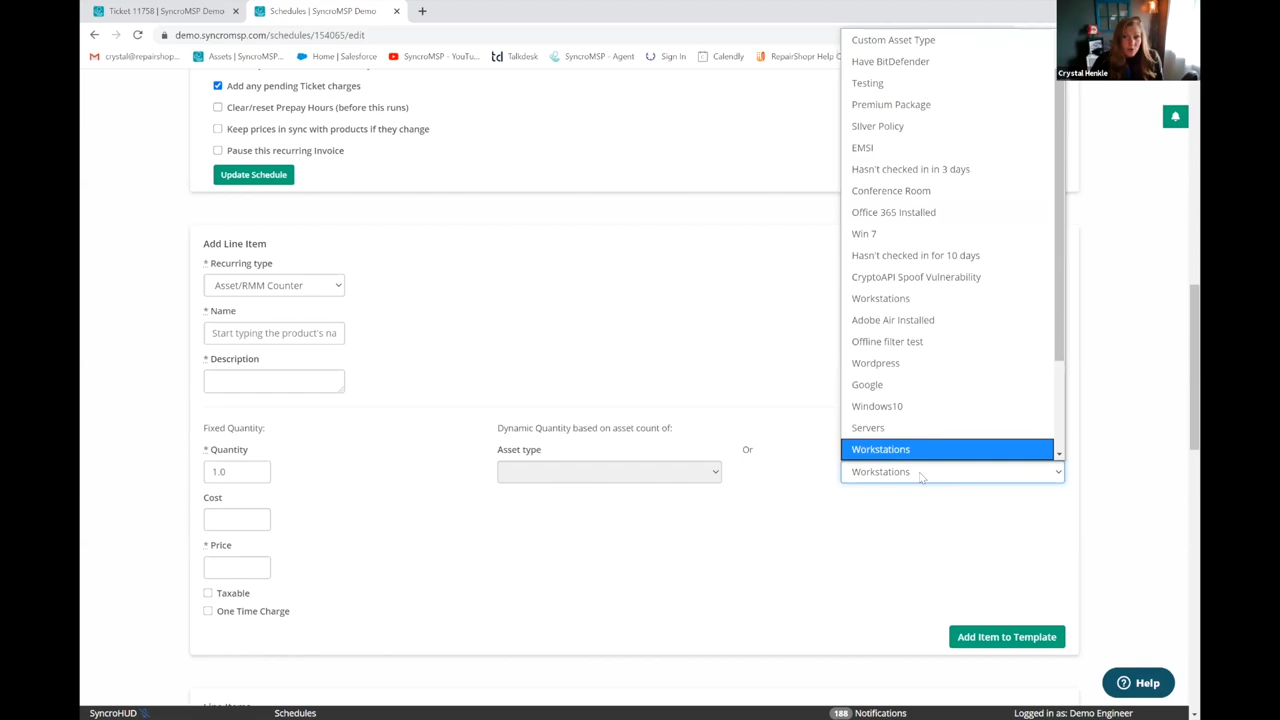 Ticket 11758 | SyncroMSP Demo
Schedules | SyncroMSP Demo
demo.syncromsp.com/schedules/154065/edit
crystal@repairshop...
Assets | SyncroMSP...
Home | Salesforce
SyncroMSP - YouTu...
Talkdesk
SyncroMSP - Agent
Sign In
Calendly
RepairShopr Help
Crystal Henkle
Add any pending Ticket charges
Clear/reset Prepay Hours (before this runs)
Keep prices in sync with products if they change
Pause this recurring Invoice
Update Schedule
Add Line Item
* Recurring type
Asset/RMM Counter
* Name
Start typing the product's na
* Description
Fixed Quantity:
* Quantity
1.0
Cost
* Price
Taxable
One Time Charge
Dynamic Quantity based on asset count of:
Asset type
Or
Custom Asset Type
Have BitDefender
Testing
Premium Package
SIlver Policy
EMSI
Hasn't checked in in 3 days
Conference Room
Office 365 Installed
Win 7
Hasn't checked in for 10 days
CryptoAPI Spoof Vulnerability
Workstations
Adobe Air Installed
Offline filter test
Wordpress
Google
Windows10
Servers
Workstations
Workstations
Add Item to Template
Help
SyncroHUD
Schedules
188 Notifications
Logged in as: Demo Engineer